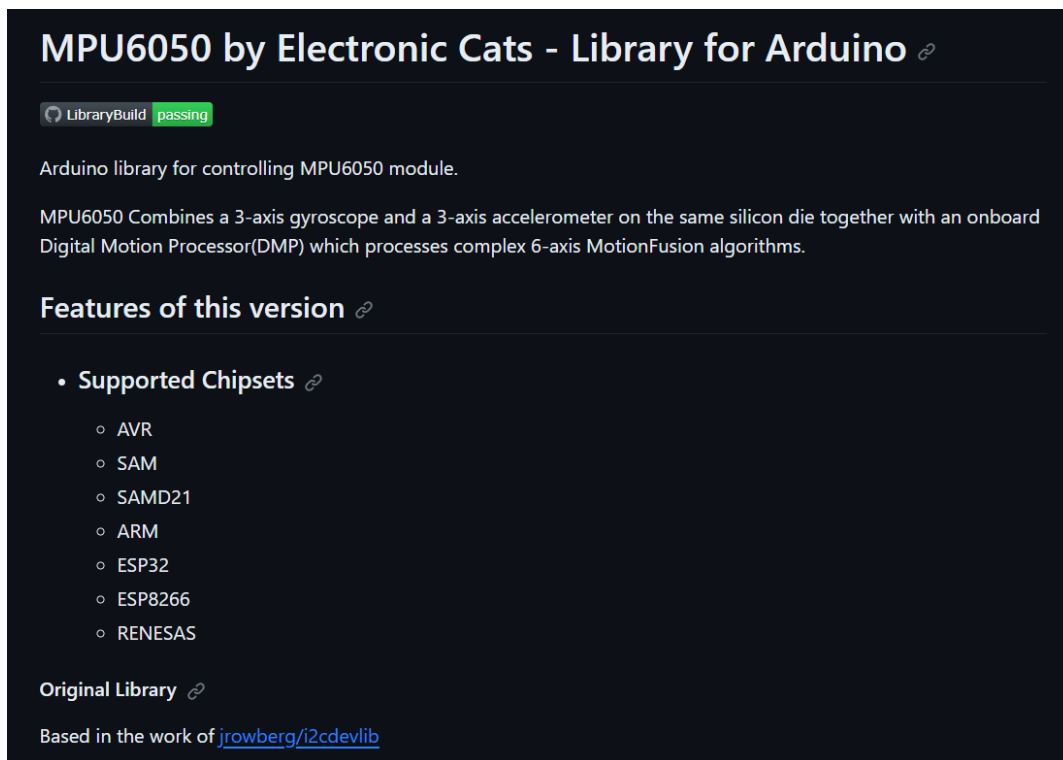 MPU6050 by Electronic Cats - Library for Arduino
LibraryBuild passing
Arduino library for controlling MPU6050 module.
MPU6050 Combines a 3-axis gyroscope and a 3-axis accelerometer on the same silicon die together with an onboard
Digital Motion Processor(DMP) which processes complex 6-axis MotionFusion algorithms.
Features of this version
• Supported Chipsets
○ AVR
○ SAM
○ SAMD21
○ ARM
○ ESP32
○ ESP8266
○ RENESAS
Original Library
Based in the work of jrowberg/i2cdevlib